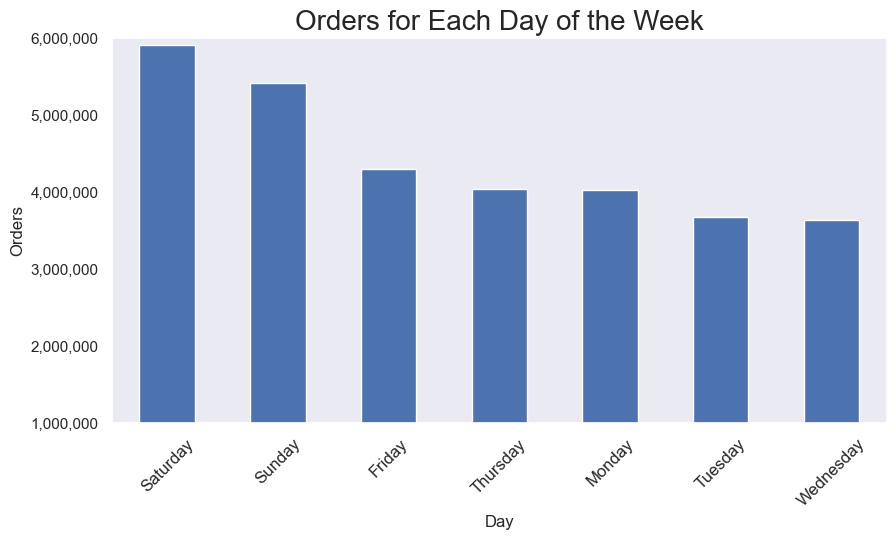 Orders for Each Day of the Week
6,000,000
5,000,000
4,000,000
3,000,000
2,000,000
1,000,000
Orders
Saturday
Sunday
Friday
Thursday
Monday
Tuesday
Wednesday
Day